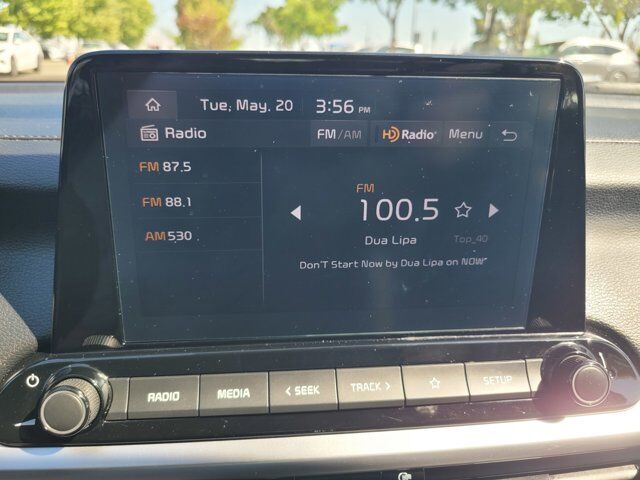 Tue, May. 20 3:56 PM
Radio FM/AM HD Radio® Menu
FM 87.5
FM 88.1
AM 530
FM
100.5
Dua Lipa Top_40
Don'T Start Now by Dua Lipa on NOW
RADIO MEDIA < SEEK TRACK > SETUP